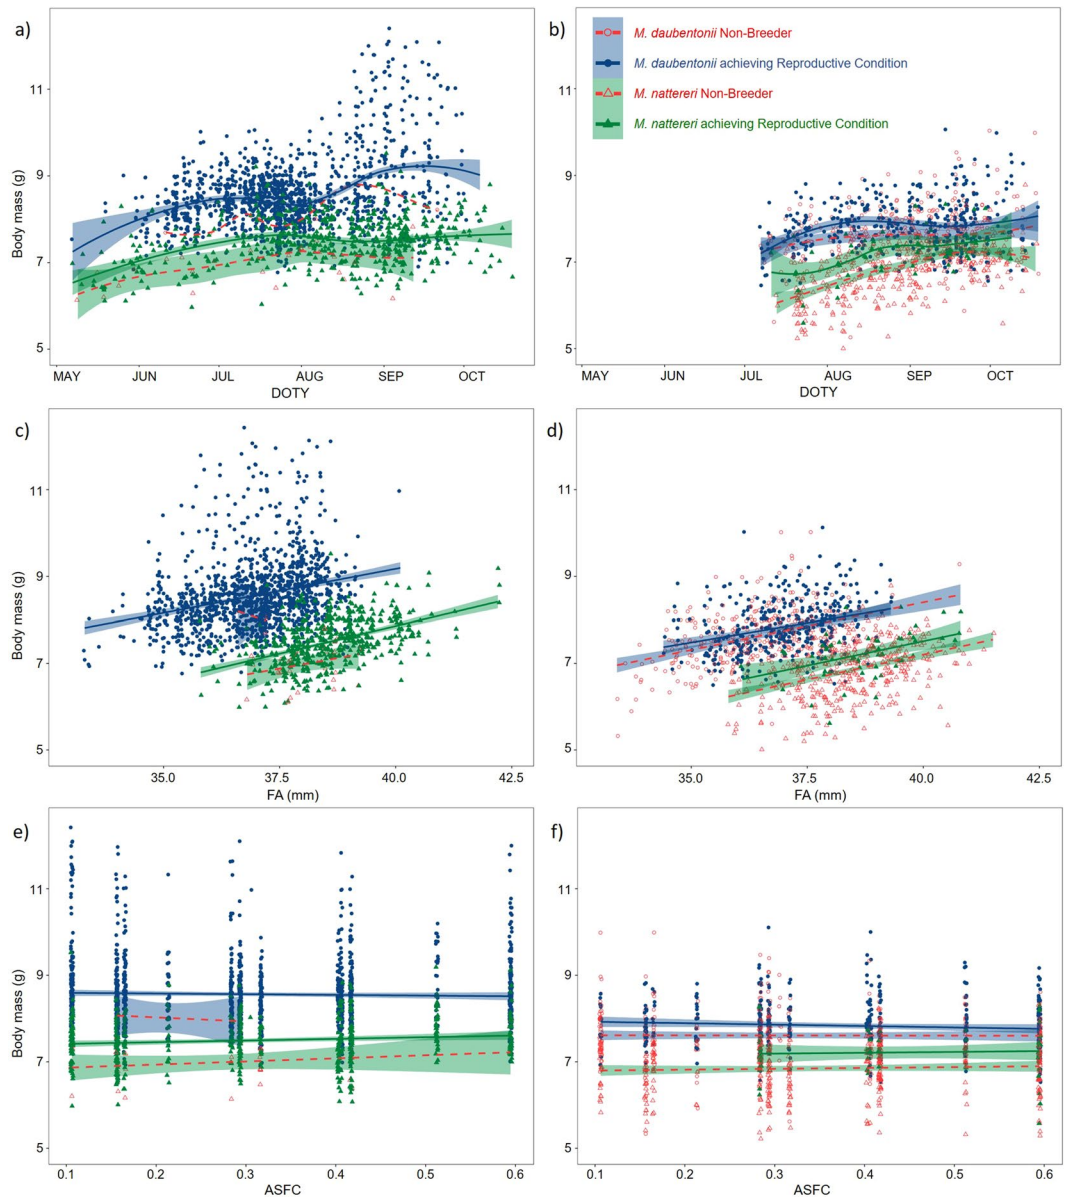 a)
b)
M. daubentonii Non-Breeder
M. daubentonii achieving Reproductive Condition
M. nattereri Non-Breeder
M. nattereri achieving Reproductive Condition
11
9
7
5
Body mass (g)
MAY JUN JUL AUG SEP OCT
DOTY
11
9
7
5
MAY JUN JUL AUG SEP OCT
DOTY
c)
d)
11
9
7
5
Body mass (g)
35.0 37.5 40.0 42.5
FA (mm)
11
9
7
5
35.0 37.5 40.0 42.5
FA (mm)
e)
f)
11
9
7
5
Body mass (g)
0.1 0.2 0.3 0.4 0.5 0.6
ASFC
11
9
7
5
0.1 0.2 0.3 0.4 0.5 0.6
ASFC